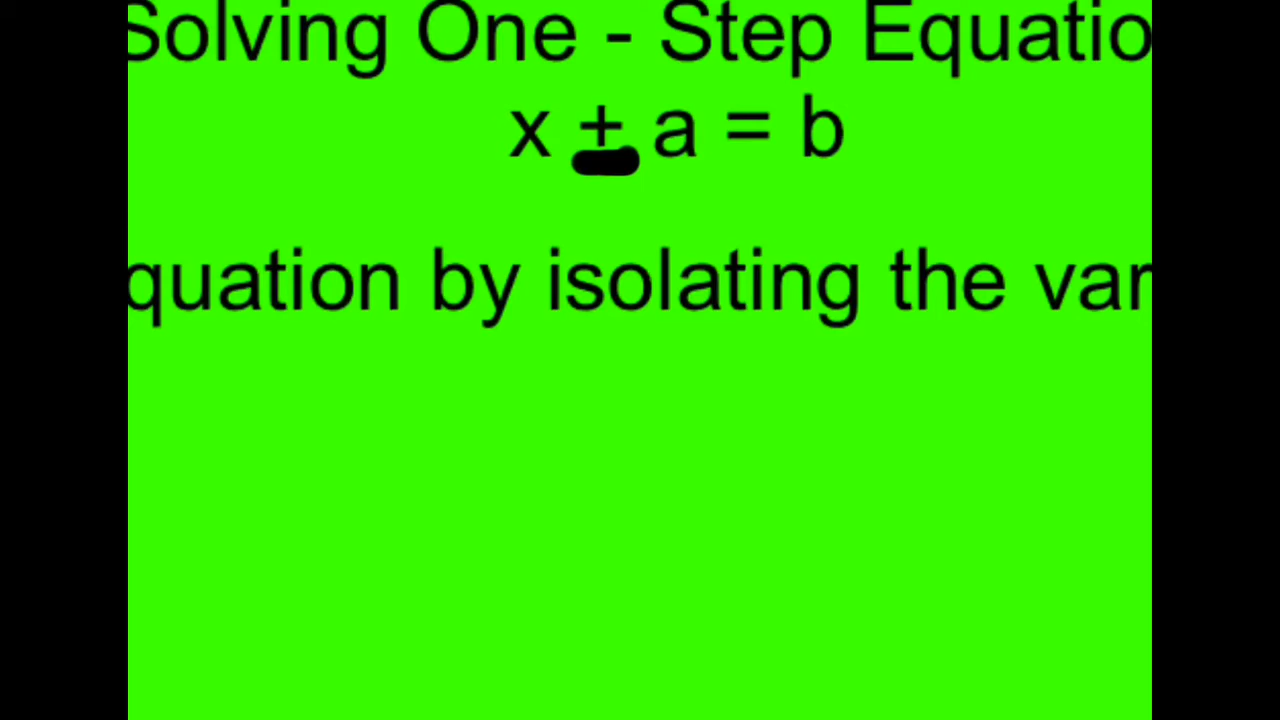 Solving One - Step Equatio
x ± a = b
quation by isolating the var